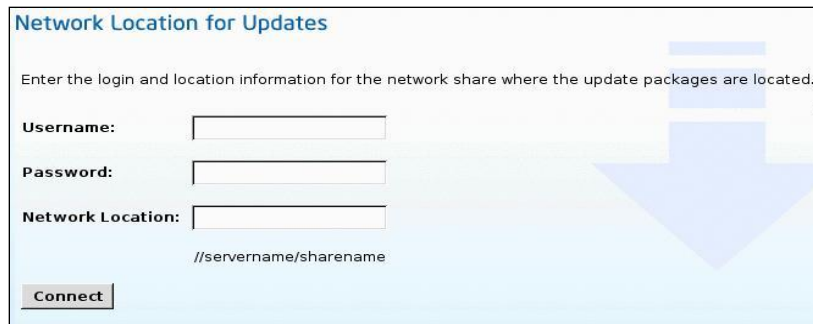 Network Location for Updates
Enter the login and location information for the network share where the update packages are located.
Username:
Password:
Network Location:
//servername/sharename
Connect